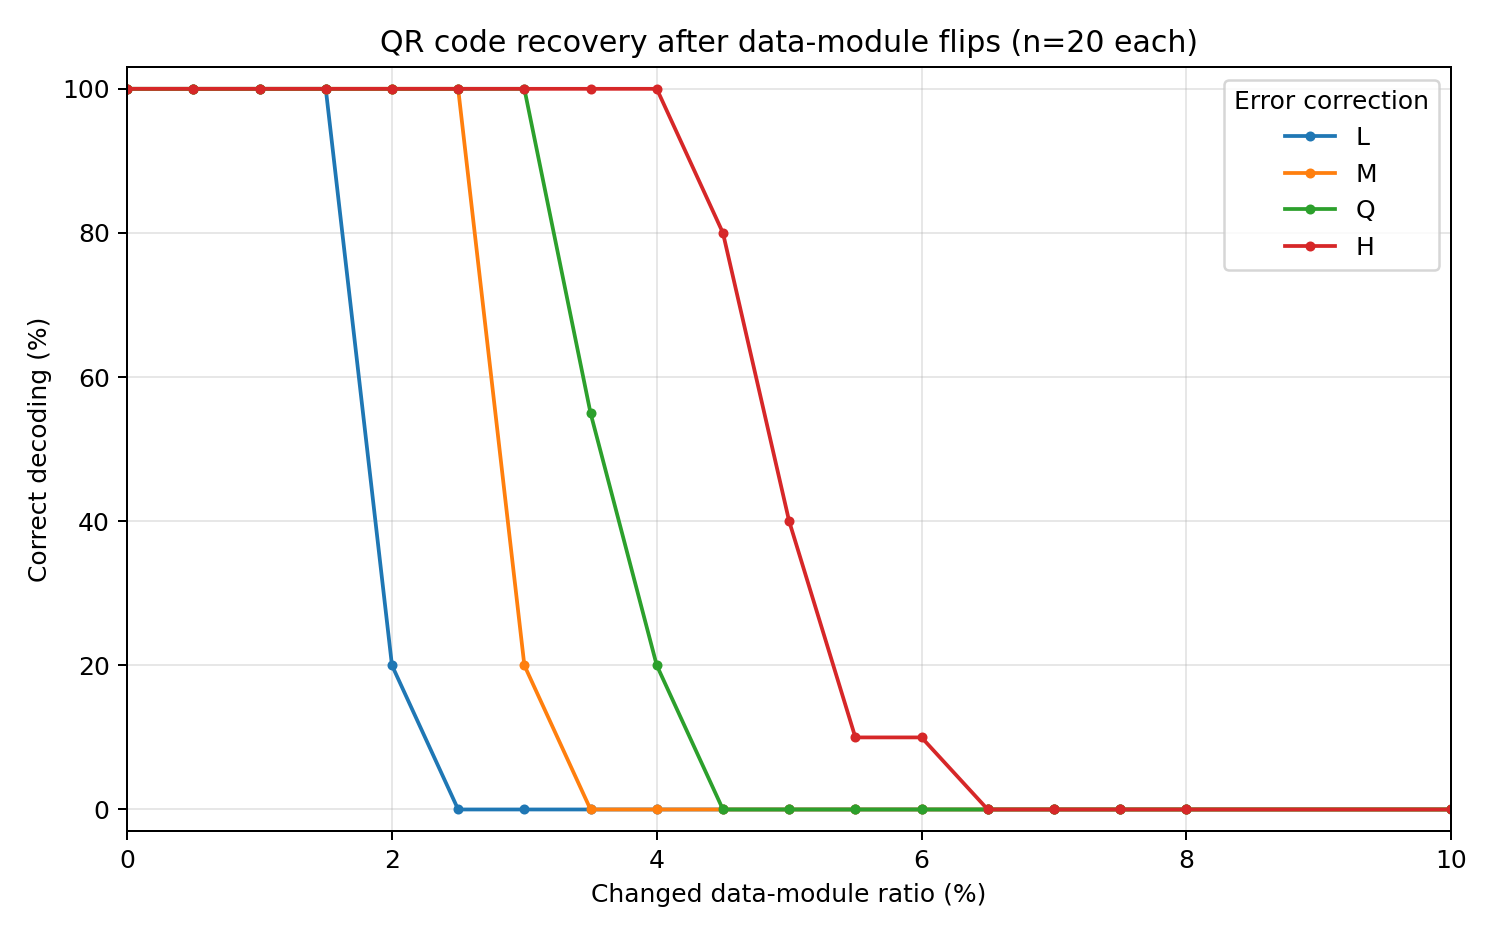 QR code recovery after data-module flips (n=20 each)
Error correction
L
M
Q
H
Correct decoding (%)
100
80
60
40
20
0
0 2 4 6 8 10
Changed data-module ratio (%)